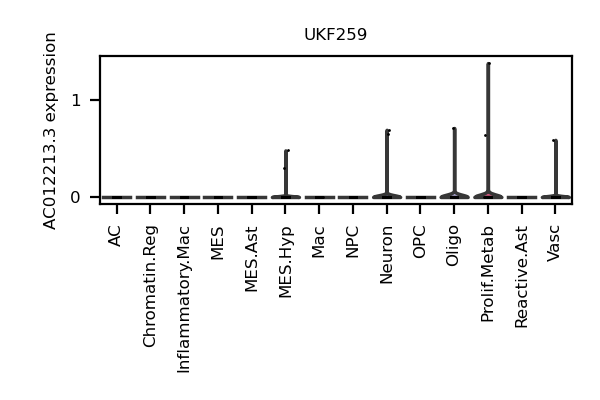 UKF259
AC012213.3 expression
1
0
AC
Chromatin.Reg
Inflammatory.Mac
MES
MES.Ast
MES.Hyp
Mac
NPC
Neuron
OPC
Oligo
Prolif.Metab
Reactive.Ast
Vasc